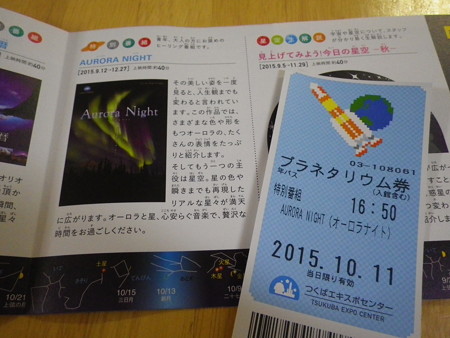 特別番組
AURORA NIGHT
[2015.9.12-12.27] 上映時間 約40分
Aurora Night
その美しい姿を一度
見ると、人生観までも
変わると言われていま
す。この作品では、
さまざまな色や形を
もつオーロラの、たく
さんの表情をたっぷ
りと紹介します。
そしてもう一つの主
役は星空。星の色や
瞬きまでも再現した
リアルな星々が満天
に広がります。オーロラと星、心安らぐ音楽で、贅沢な
時間をお過ごしください。
見上げてみよう!今日の星空 ー秋ー
[2015.9.5-11.29] 上映時間 約40分
03-108061
プラネタリウム券
年パス
(入館含む)
特別番組
16:50
AURORA NIGHT(オーロラナイト)
2015.10.11
当日限り有効
つくばエキスポセンター
TSUKUBA EXPO CENTER
10/21
土星
10/15
10/13